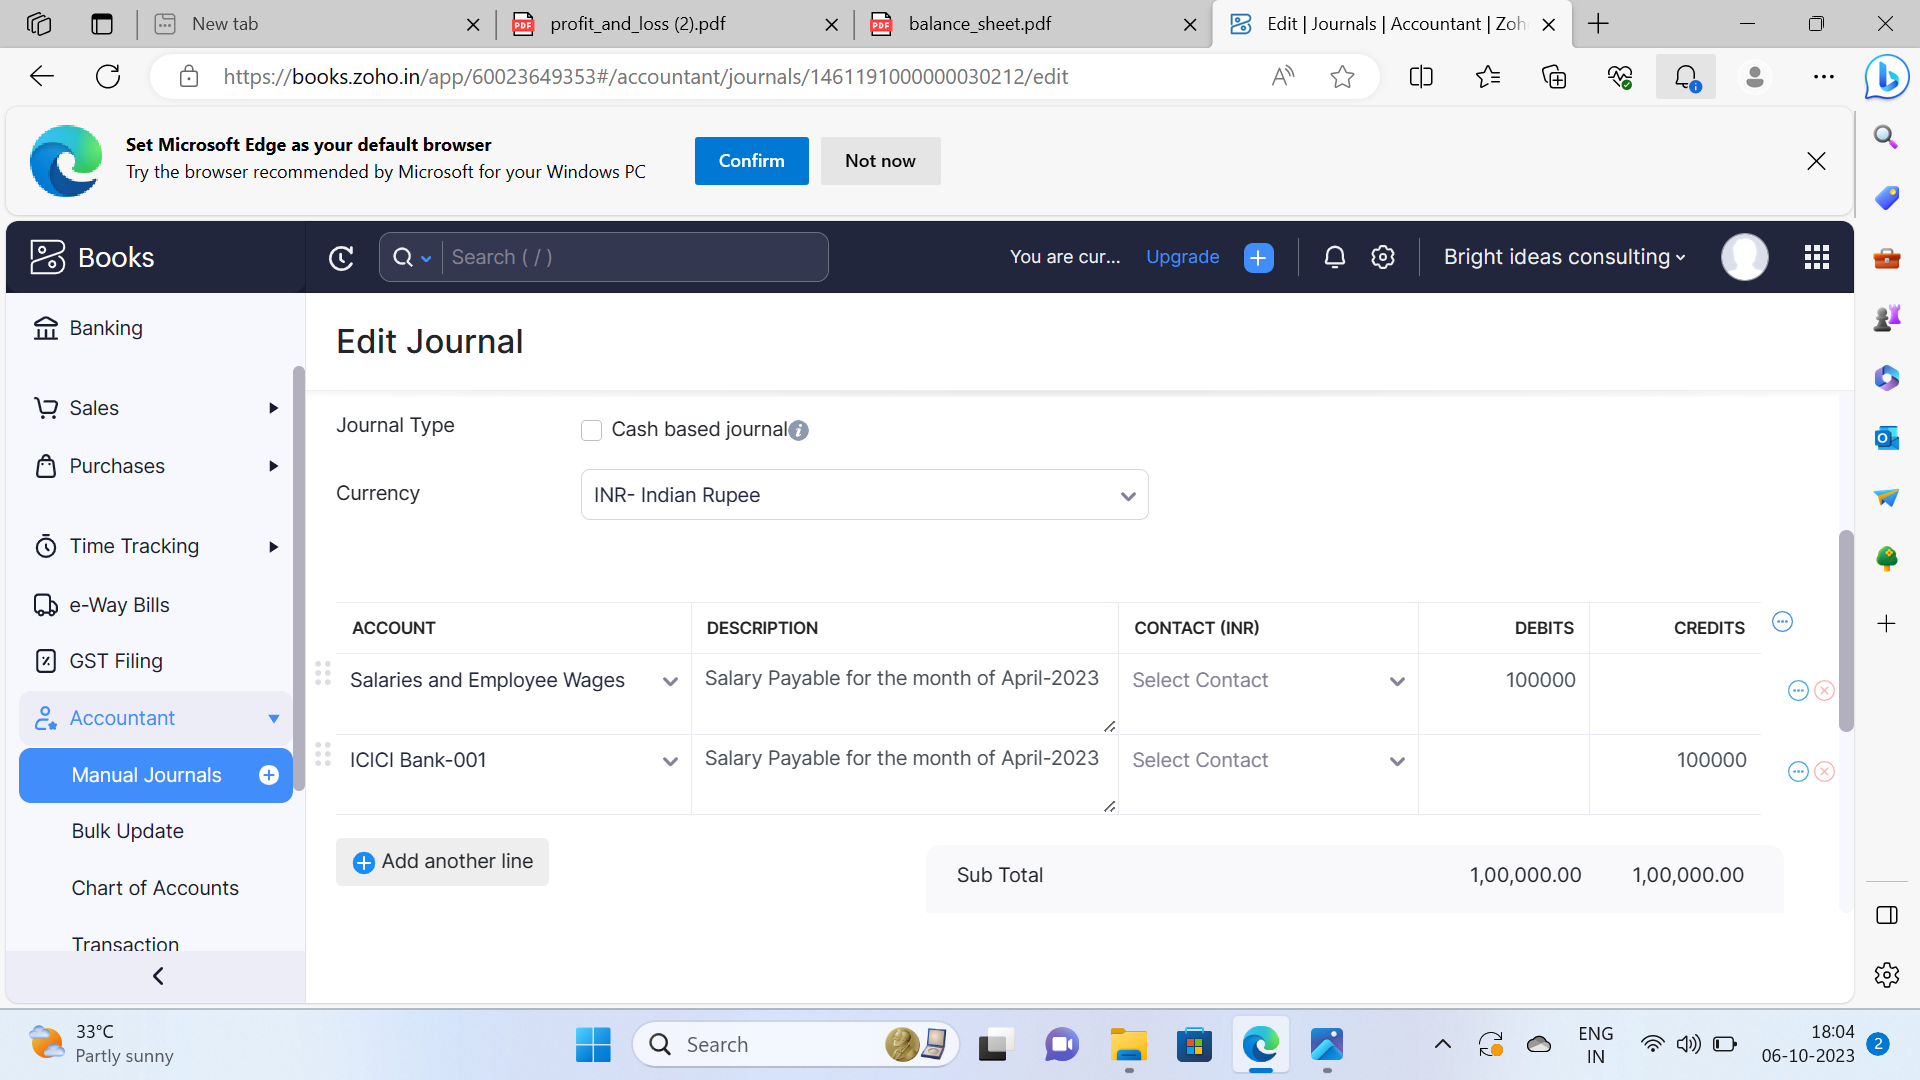 New tab
profit_and_loss (2).pdf
balance_sheet.pdf
Edit | Journals | Accountant | Zoh
https://books.zoho.in/app/60023649353#/accountant/journals/1461191000000030212/edit
Set Microsoft Edge as your default browser
Try the browser recommended by Microsoft for your Windows PC
Confirm
Not now
Books
Search ( / )
You are cur...
Upgrade
Bright ideas consulting
Banking
Sales
Purchases
Time Tracking
e-Way Bills
GST Filing
Accountant
Manual Journals
Bulk Update
Chart of Accounts
Transaction
Edit Journal
Journal Type
Cash based journal
Currency
INR- Indian Rupee
ACCOUNT DESCRIPTION CONTACT (INR) DEBITS CREDITS
Salaries and Employee Wages Salary Payable for the month of April-2023 Select Contact 100000
ICICI Bank-001 Salary Payable for the month of April-2023 Select Contact 100000
Add another line
Sub Total 1,00,000.00 1,00,000.00
33°C
Partly sunny
Search
ENG
IN
18:04
06-10-2023
2